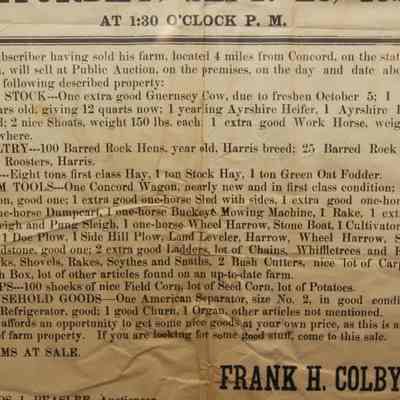 AT 1:30 O'CLOCK P. M.
bscriber having sold his farm, located 4 miles from Concord, on the stat
n, will sell at Public Auction, on the premises, on the day and date abo
following described property:
STOCK---One extra good Guernsey Cow, due to freshen October 5; 1
ars old, giving 12 quarts now; 1 yearling Ayrshire Heifer, 1 Ayrshire
d; 2 nice Shoats, weight 150 lbs. each; 1 extra good Work Horse, weig
where.
LTRY---100 Barred Rock Hens, year old, Harris breed; 25 Barred Rock
Roosters, Harris.
---Eight tons first class Hay, 1 ton Stock Hay, 1 ton Green Oat Fodder.
M TOOLS---One Concord Wagon, nearly new and in first class condition;
on, good one; 1 extra good one-horse Sled with sides, 1 extra good one-
ne-horse Dumpcart, 1 one-horse Buckeye Mowing Machine, 1 Rake, 1 ext
leigh and Pung Sleigh, 1 one-horse Wheel Harrow, Stone Boat, 1 Cultivator
1 Doe Plow, 1 Side Hill Plow, Land Leveler, Harrow, Wheel Harrow, S
dstone, good one; 2 extra good Ladders, lot of Chains, Whiffletrees and
ks, Shovels, Rakes, Scythes and Snaths, 2 Bush Cutters, nice lot of Carp
h Box, lot of other articles found on an up-to-date farm.
PS---100 shocks of nice Field Corn, lot of Seed Corn, lot of Potatoes.
SEHOLD GOODS---One American Separator, size No. 2, in good condi
Refrigerator, good; 1 good Churn, 1 Organ, other articles not mentioned.
affords an opportunity to get some nice goods at your own price, as this is a
of farm property. If you are looking for some good stuff, come to this sale.
MS AT SALE.
FRANK H. COLBY